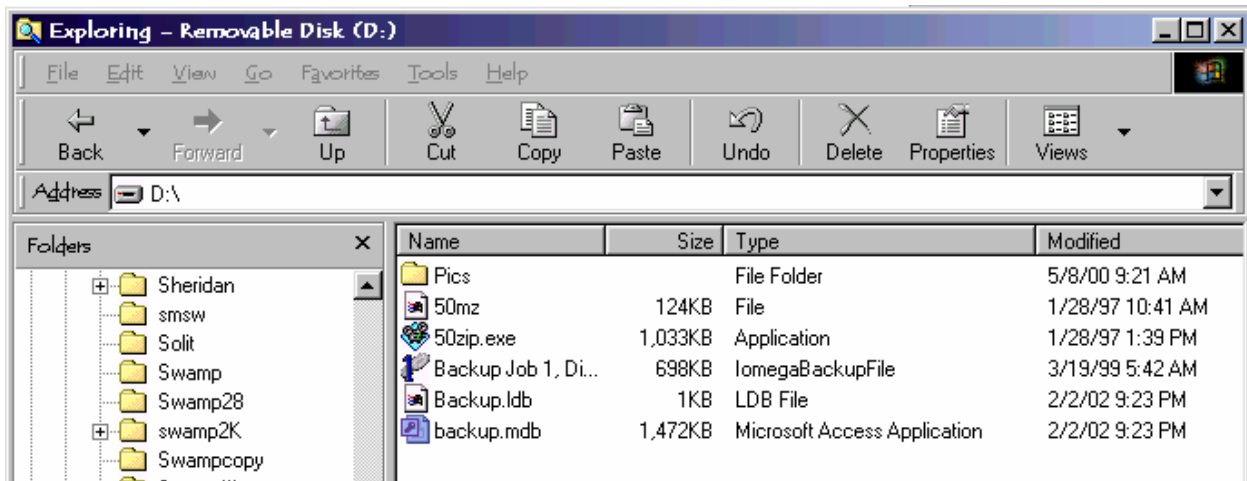 Exploring - Removable Disk (D:)
File Edit View Go Favorites Tools Help
Back Forward Up Cut Copy Paste Undo Delete Properties Views
Address D:\
Folders
Sheridan
smsw
Solit
Swamp
Swamp28
swamp2K
Swampcopy
Name Size Type Modified
Pics File Folder 5/8/00 9:21 AM
50mz 124KB File 1/28/97 10:41 AM
50zip.exe 1,033KB Application 1/28/97 1:39 PM
Backup Job 1, Di... 698KB IomegaBackupFile 3/19/99 5:42 AM
Backup.ldb 1KB LDB File 2/2/02 9:23 PM
backup.mdb 1,472KB Microsoft Access Application 2/2/02 9:23 PM